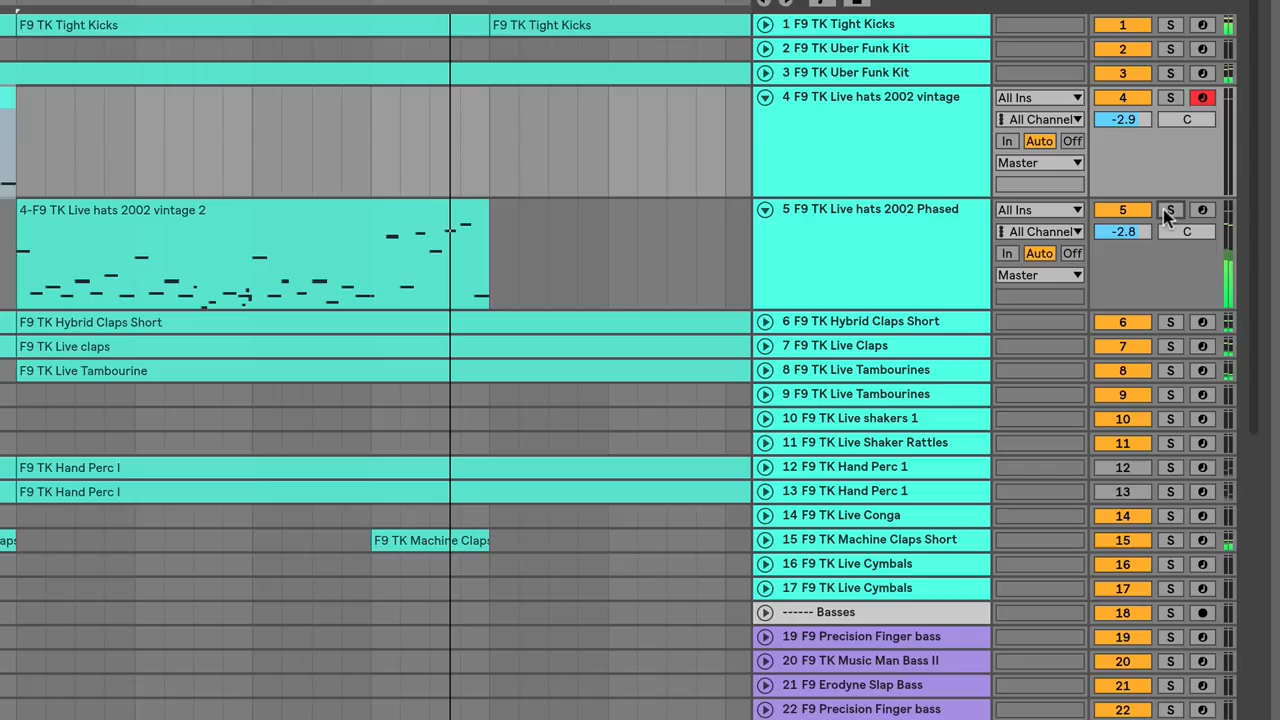 F9 TK Tight Kicks F9 TK Tight Kicks 1 F9 TK Tight Kicks 1 S
2 F9 TK Uber Funk Kit 2 S
3 F9 TK Uber Funk Kit 3 S
4 F9 TK Live hats 2002 vintage All Ins 4 S
All Channel -2.9 C
In Auto Off
Master
4-F9 TK Live hats 2002 vintage 2 5 F9 TK Live hats 2002 Phased All Ins 5 S
All Channel -2.8 C
In Auto Off
Master
F9 TK Hybrid Claps Short 6 F9 TK Hybrid Claps Short 6 S
F9 TK Live claps 7 F9 TK Live Claps 7 S
F9 TK Live Tambourine 8 F9 TK Live Tambourines 8 S
9 F9 TK Live Tambourines 9 S
10 F9 TK Live shakers 1 10 S
11 F9 TK Live Shaker Rattles 11 S
F9 TK Hand Perc I 12 F9 TK Hand Perc 1 12 S
F9 TK Hand Perc I 13 F9 TK Hand Perc 1 13 S
14 F9 TK Live Conga 14 S
aps F9 TK Machine Claps 15 F9 TK Machine Claps Short 15 S
16 F9 TK Live Cymbals 16 S
17 F9 TK Live Cymbals 17 S
------ Basses 18 S
19 F9 Precision Finger bass 19 S
20 F9 TK Music Man Bass II 20 S
21 F9 Erodyne Slap Bass 21 S
22 F9 Precision Finger bass 22 S